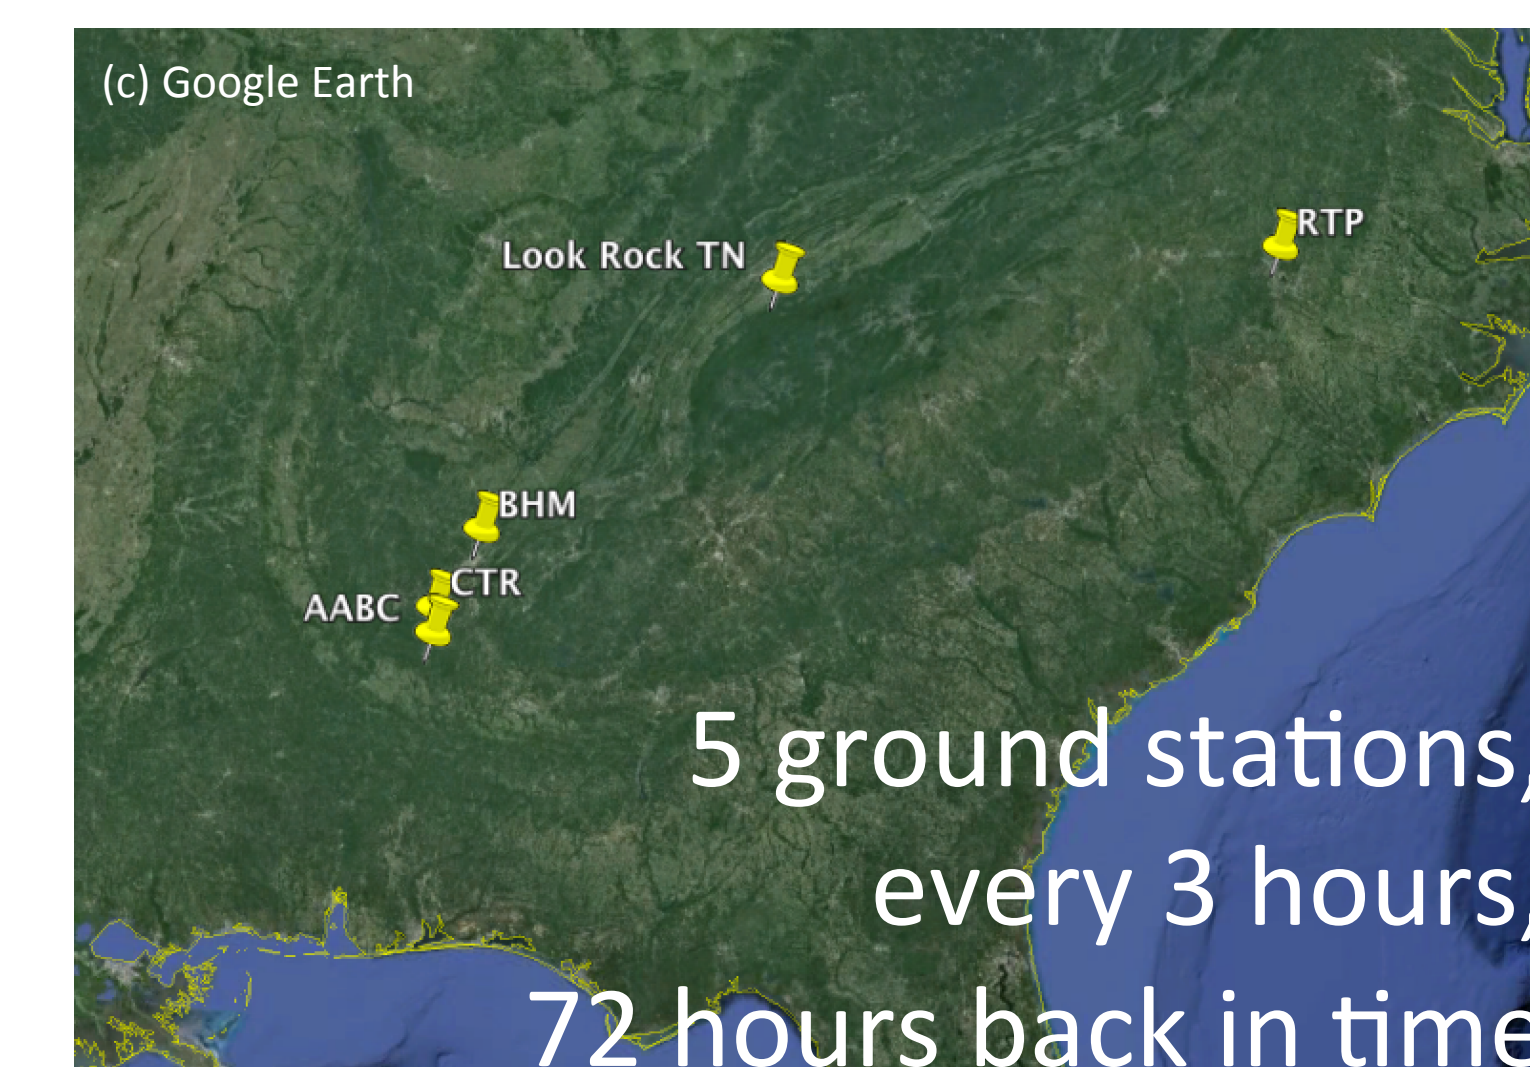 (c) Google Earth
RTP
Look Rock TN
BHM
CTR
AABC
5 ground stations,
every 3 hours,
72 hours back in time